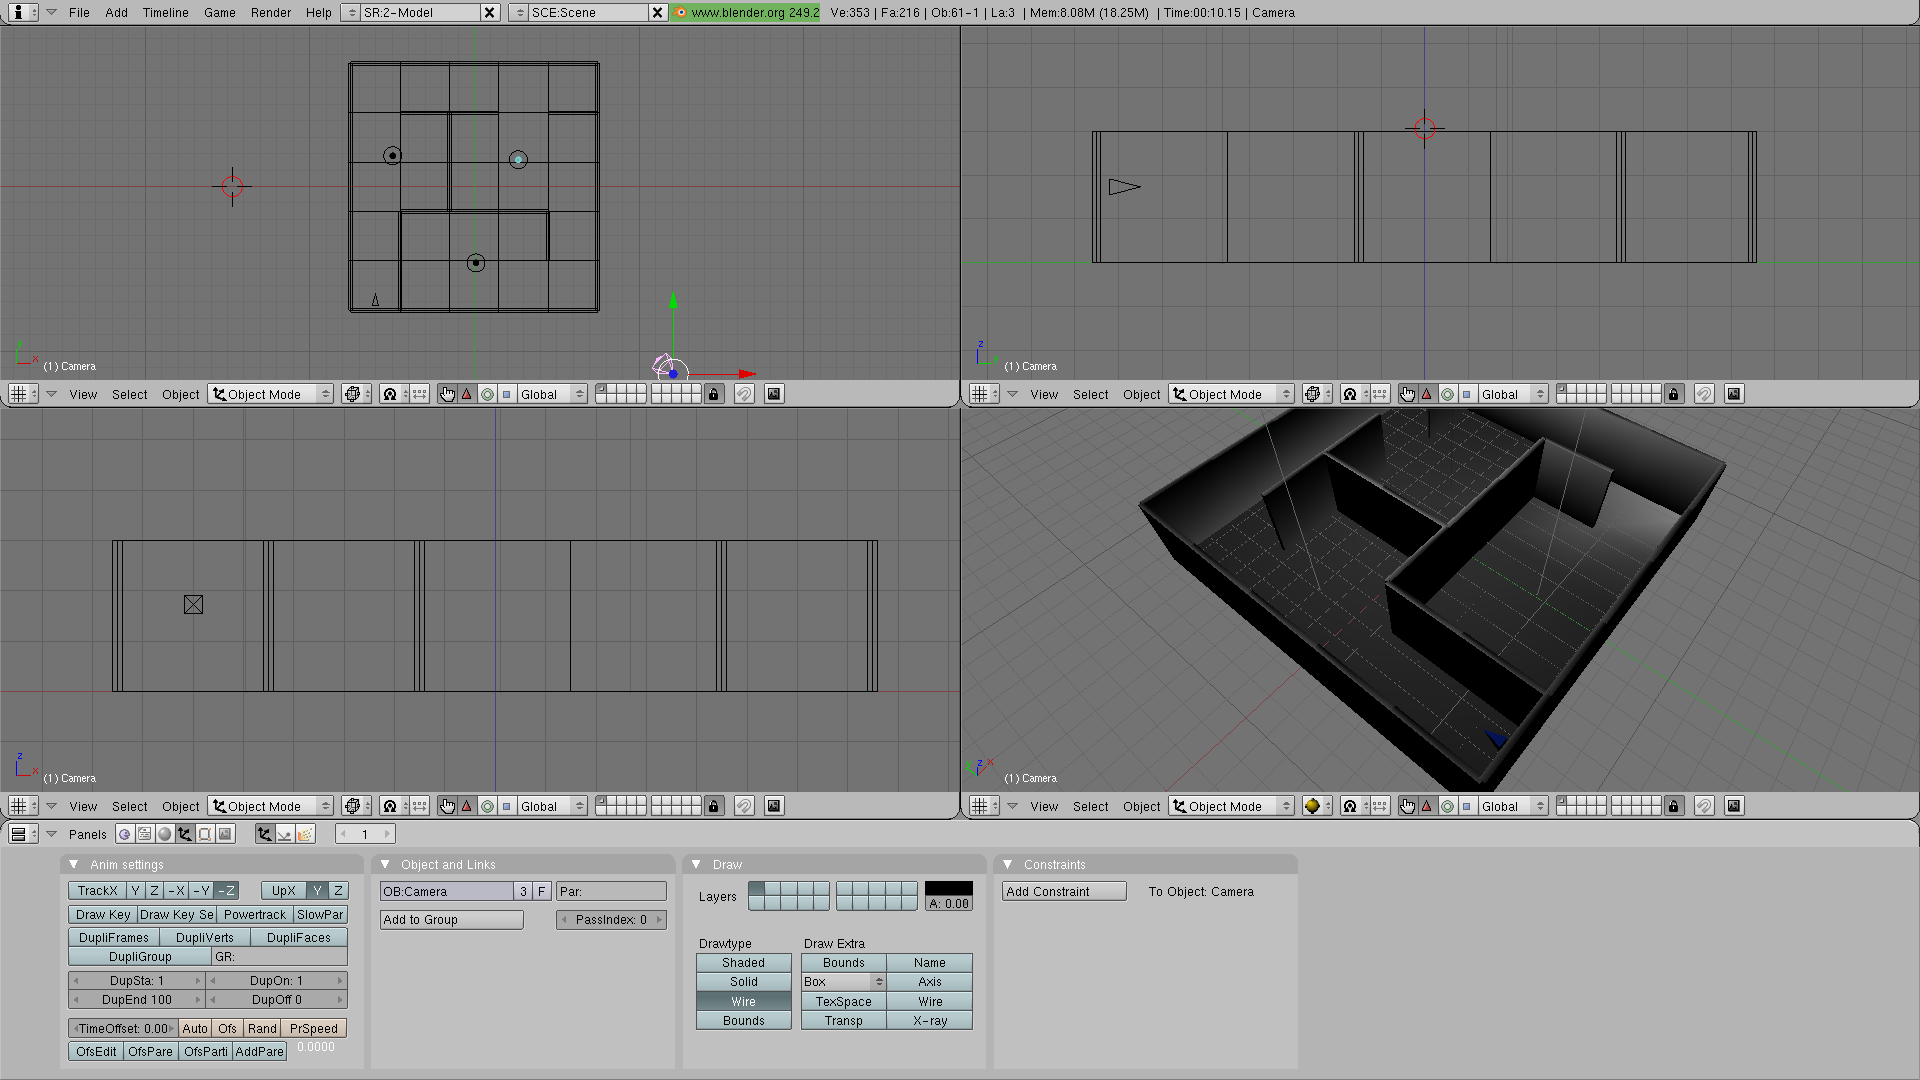 File Add Timeline Game Render Help SR:2-Model SCE:Scene www.blender.org 249.2 Ve:353 | Fa:216 | Ob:61-1 | La:3 | Mem:8.08M (18.25M) | Time:00:10.15 | Camera
z x
(1) Camera
z y
(1) Camera
View Select Object Object Mode Global
View Select Object Object Mode Global
z x
(1) Camera
z x
(1) Camera
View Select Object Object Mode Global
View Select Object Object Mode Global
Panels 1
Anim settings
TrackX Y Z -X -Y -Z UpX Y Z
Draw Key Draw Key Se Powertrack SlowPar
DupliFrames DupliVerts DupliFaces
DupliGroup GR:
DupSta: 1 DupOn: 1
DupEnd 100 DupOff 0
TimeOffset: 0.00 Auto Ofs Rand PrSpeed
OfsEdit OfsPare OfsParti AddPare 0.0000
Object and Links
OB:Camera 3 F Par:
Add to Group PassIndex: 0
Draw
Layers A: 0.00
Drawtype Draw Extra
Shaded Bounds Name
Solid Box Axis
Wire TexSpace Wire
Bounds Transp X-ray
Constraints
Add Constraint To Object: Camera